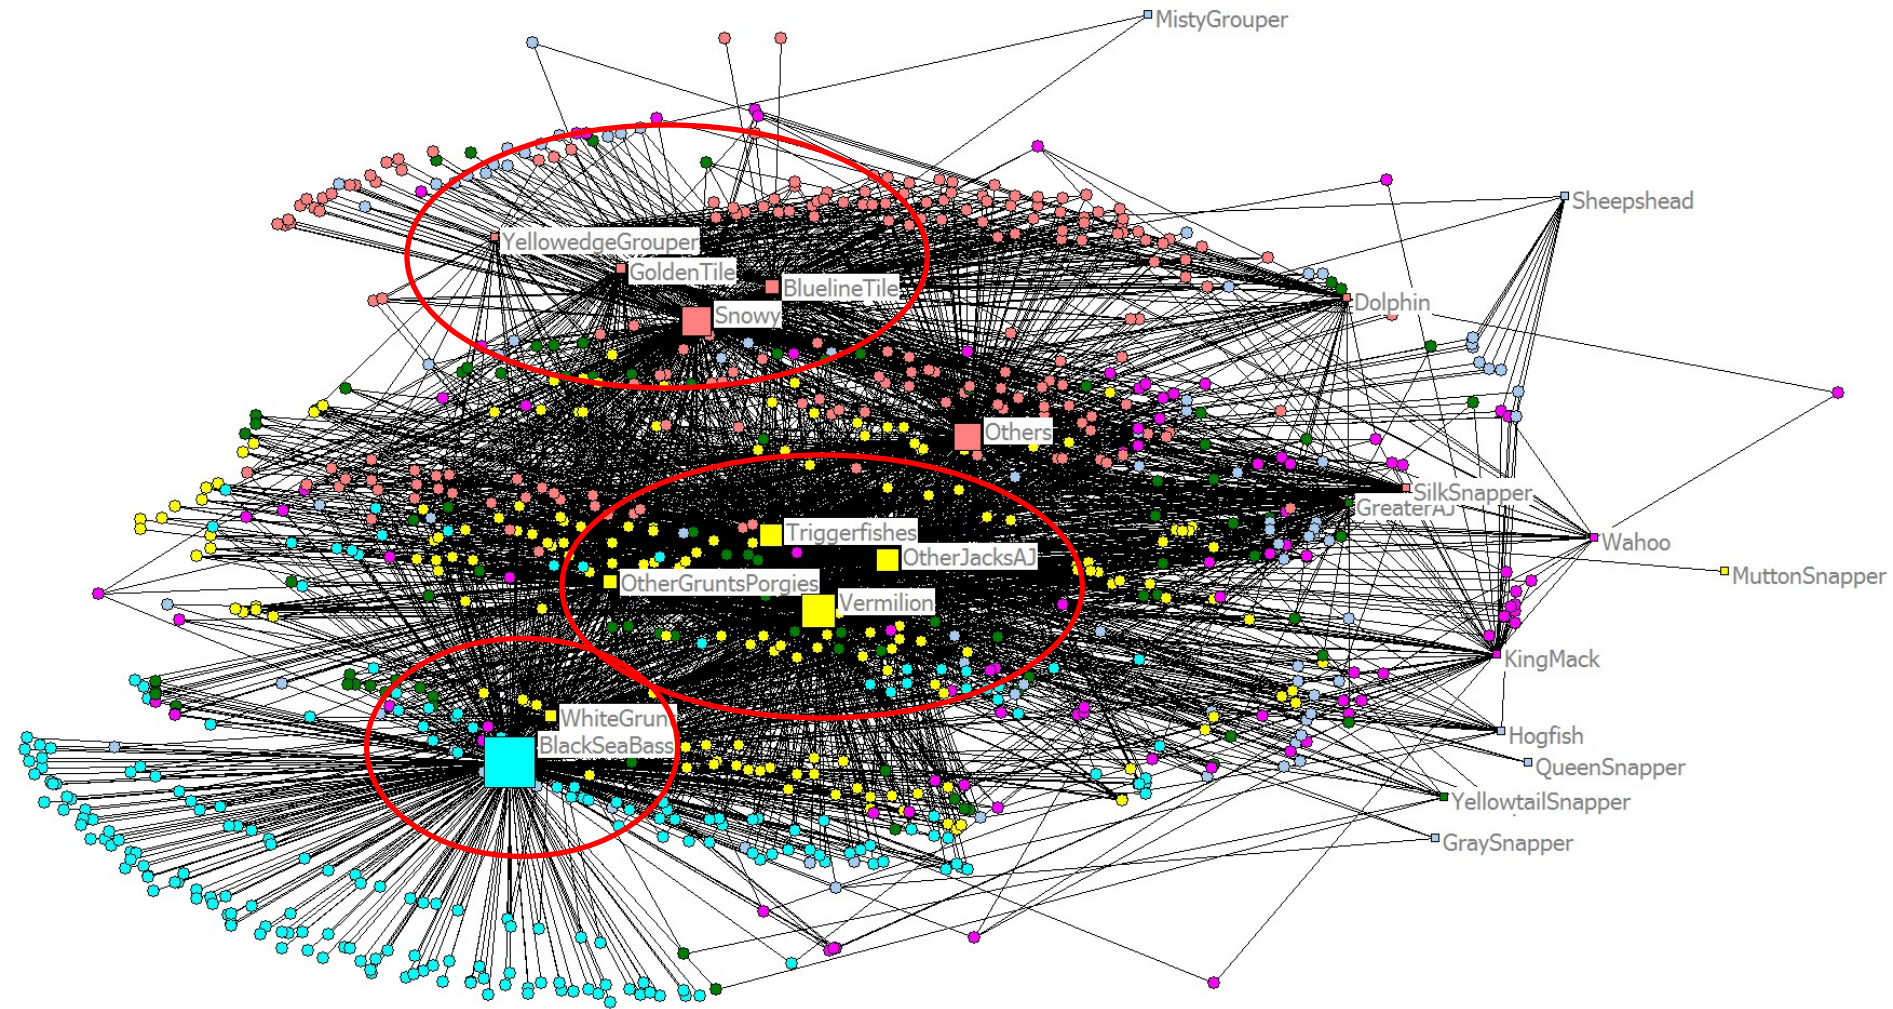 MistyGrouper
Sheepshead
YellowedgeGrouper
GoldenTile
BluelineTile
Dolphin
Snowy
Others
SilkSnapper
GreaterAJ
Triggerfishes
Wahoo
OtherJacksAJ
MuttonSnapper
OtherGruntsPorgies
Vermilion
KingMack
WhiteGrun
Hogfish
BlackSeaBass
QueenSnapper
YellowtailSnapper
GraySnapper